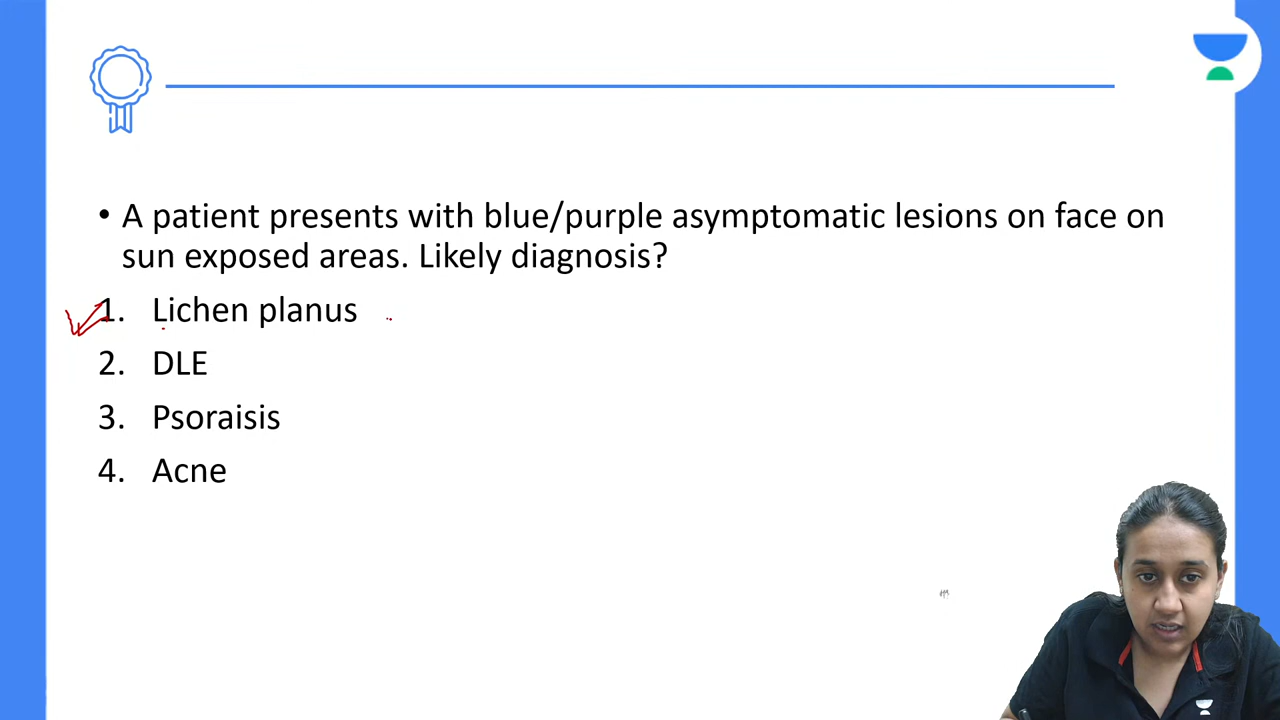 • A patient presents with blue/purple asymptomatic lesions on face on
sun exposed areas. Likely diagnosis?
1. Lichen planus
2. DLE
3. Psoraisis
4. Acne